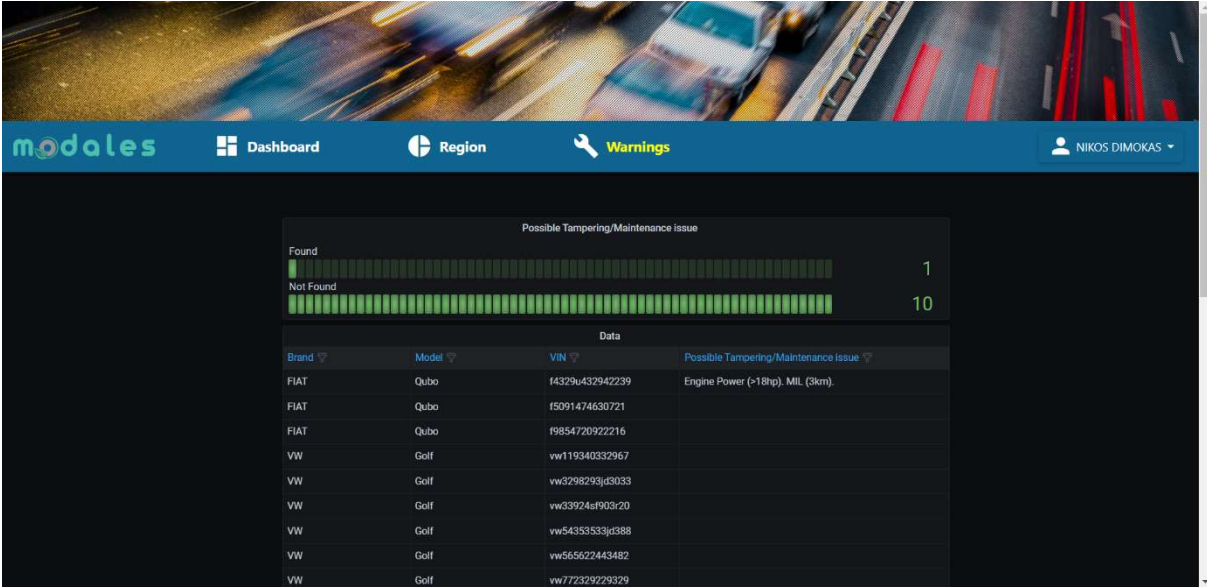 modales Dashboard Region Warnings NIKOS DIMOKAS
Possible Tampering/Maintenance issue
Found
1
Not Found
10
Data
Brand Model VIN Possible Tampering/Maintenance issue
FIAT Qubo f4329u432942239 Engine Power (>18hp). MIL (3km).
FIAT Qubo f5091474630721
FIAT Qubo f9854720922216
VW Golf vw119340332967
VW Golf vw3298293jd3033
VW Golf vw33924sf903r20
VW Golf vw54353533jd388
VW Golf vw565622443482
VW Golf vw772329229329